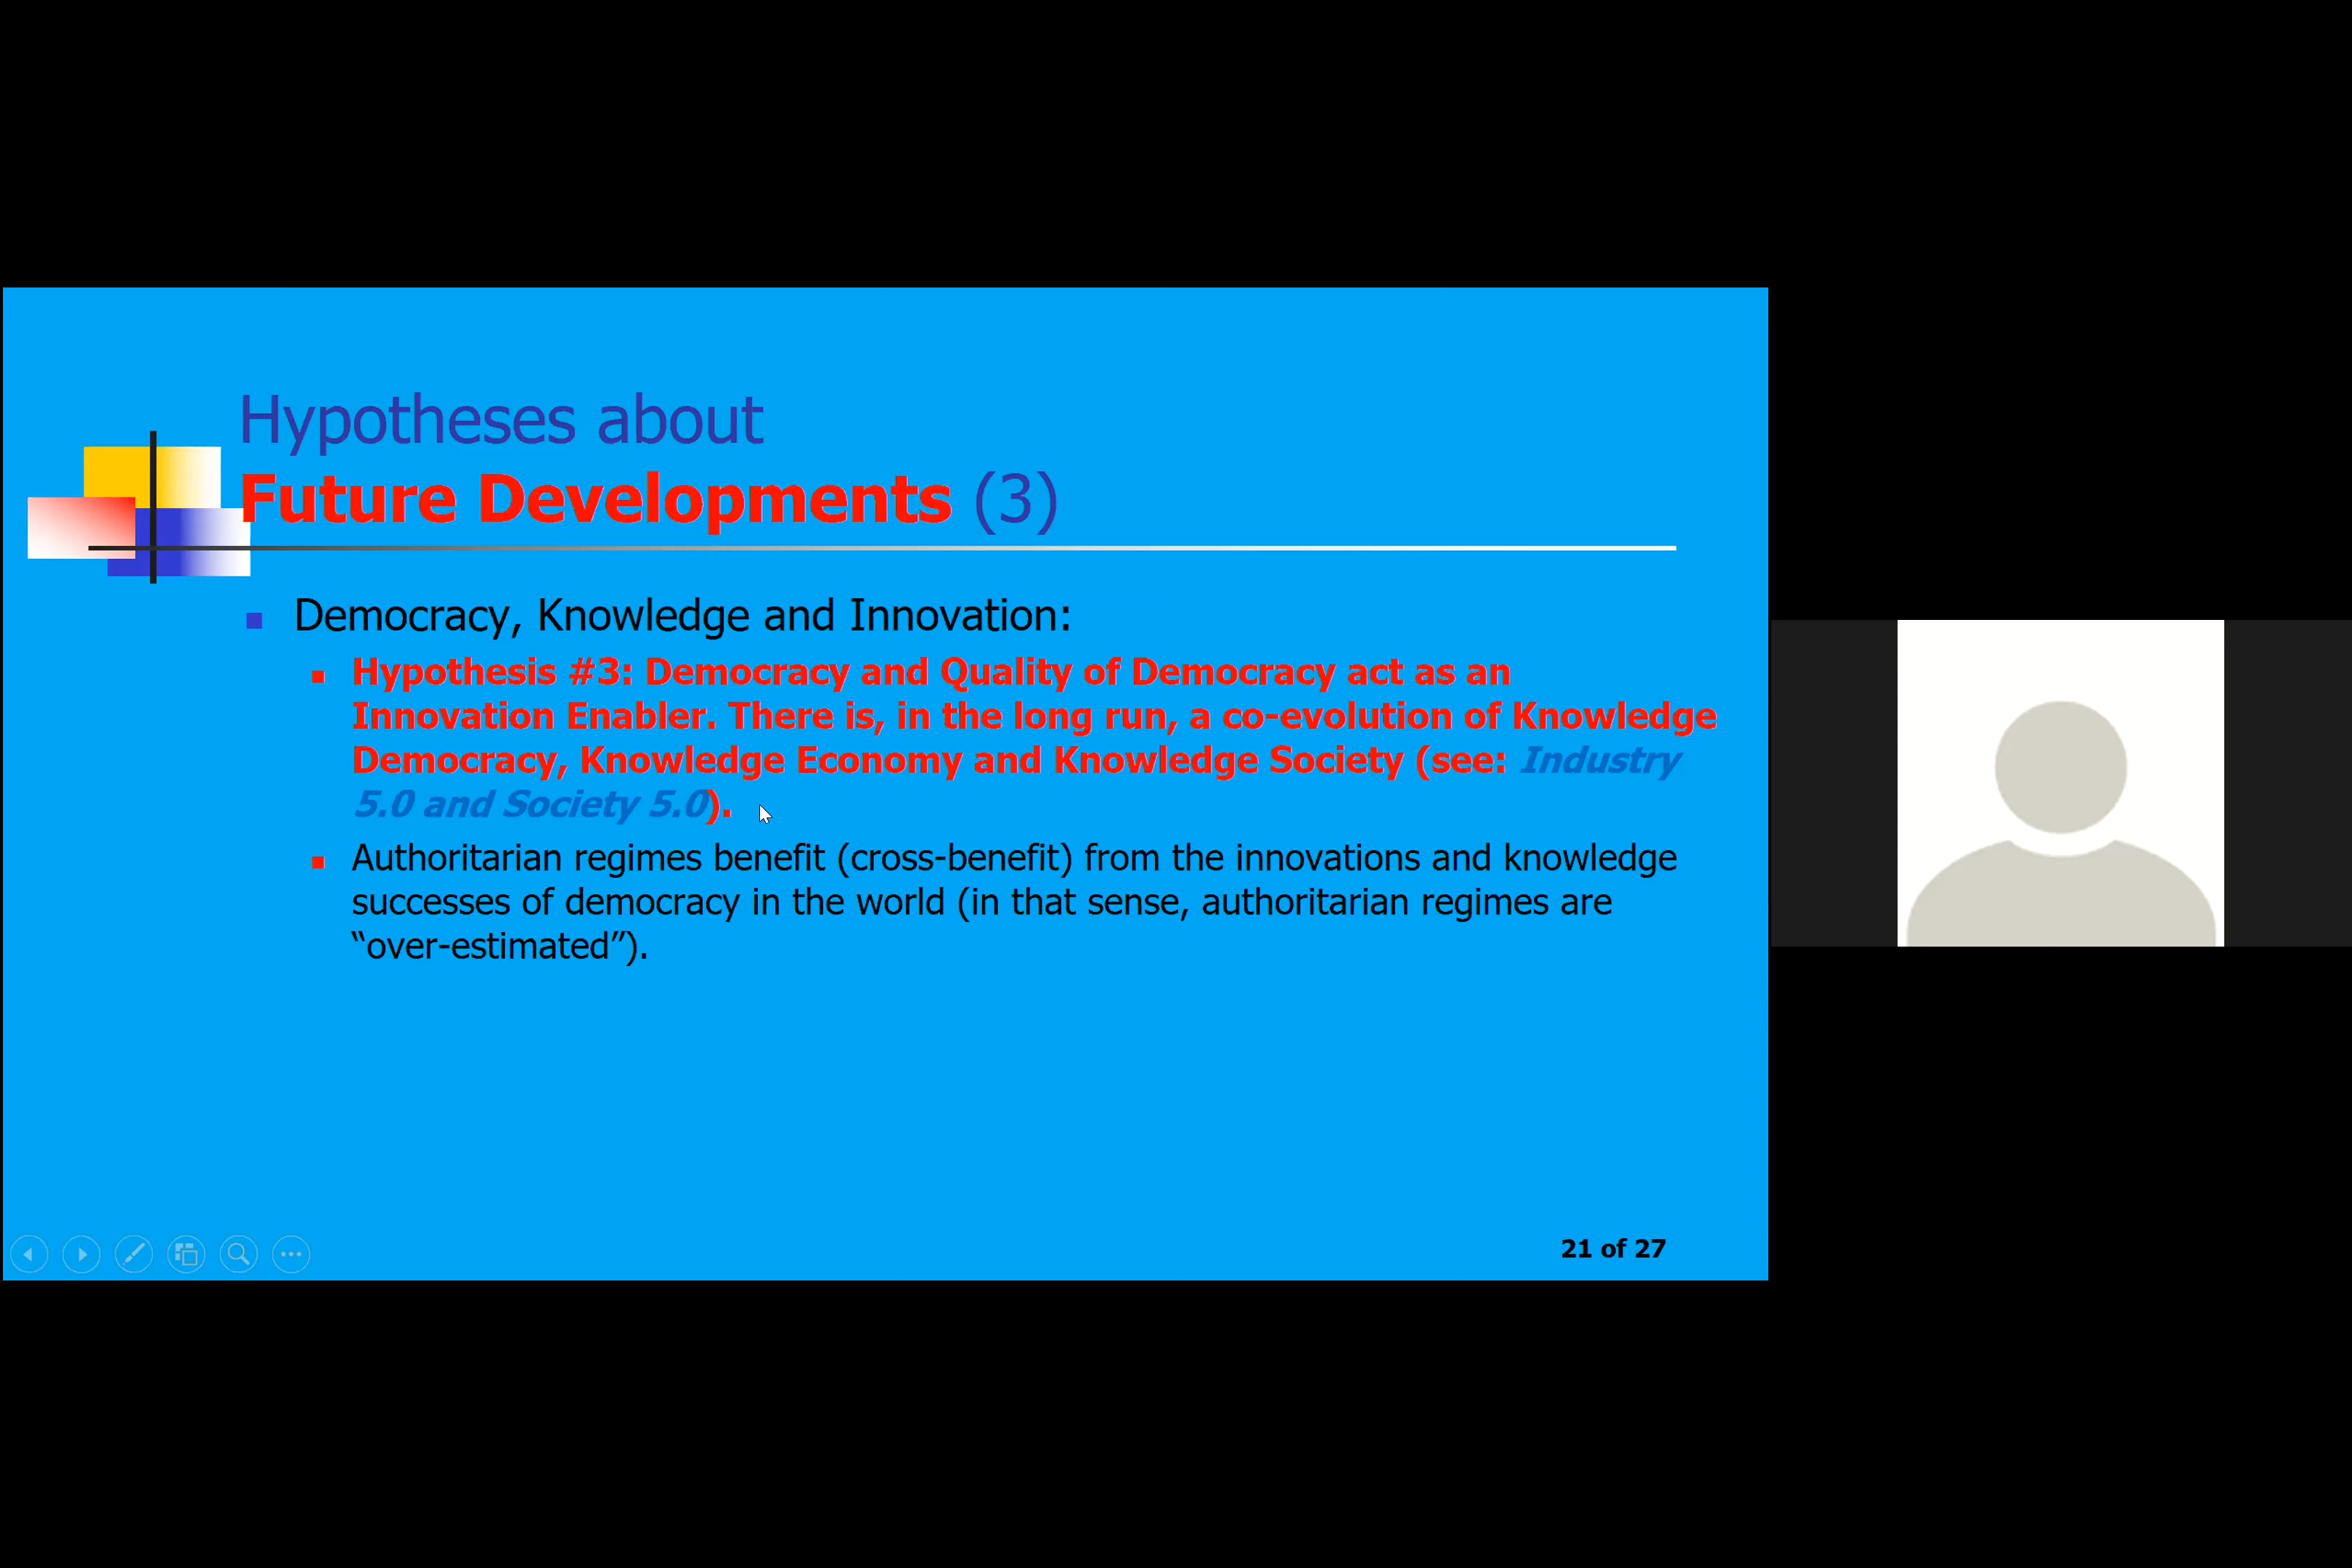 Hypotheses about
Future Developments (3)
Democracy, Knowledge and Innovation:
Hypothesis #3: Democracy and Quality of Democracy act as an
Innovation Enabler. There is, in the long run, a co-evolution of Knowledge
Democracy, Knowledge Economy and Knowledge Society (see: Industry
5.0 and Society 5.0).
Authoritarian regimes benefit (cross-benefit) from the innovations and knowledge
successes of democracy in the world (in that sense, authoritarian regimes are
“over-estimated”).
21 of 27